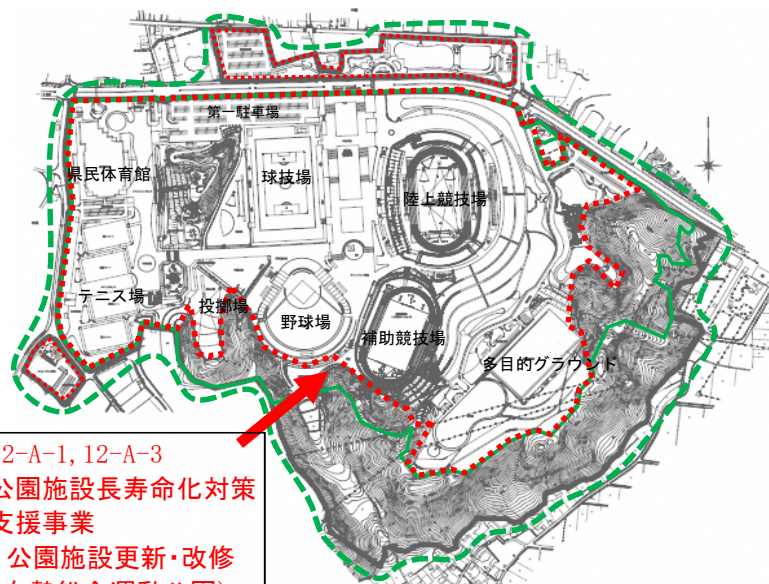 第一駐車場
県民体育館
球技場
陸上競技場
テニス場
投擲場
野球場
補助競技場
多目的グラウンド
2-A-1, 12-A-3
公園施設長寿命化対策
支援事業
公園施設更新・改修